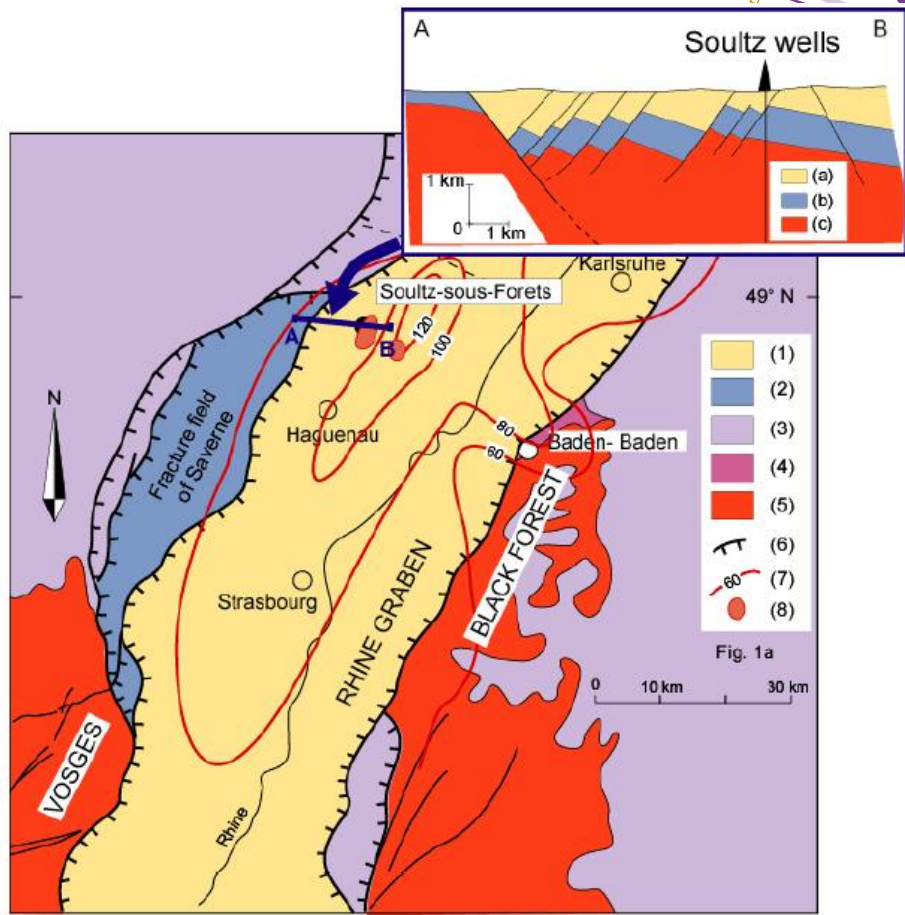 A
B
Soultz wells
1 km
0
1 km
(a)
(b)
(c)
Karlsruhe
49° N
Soultz-sous-Forets
A
B
120
100
N
Fracture field
of Saverne
Haguenau
80
60
Baden- Baden
Strasbourg
RHINE GRABEN
BLACK FOREST
VOSGES
Rhine
(1)
(2)
(3)
(4)
(5)
(6)
60
(7)
(8)
Fig. 1a
0
10 km
30 km